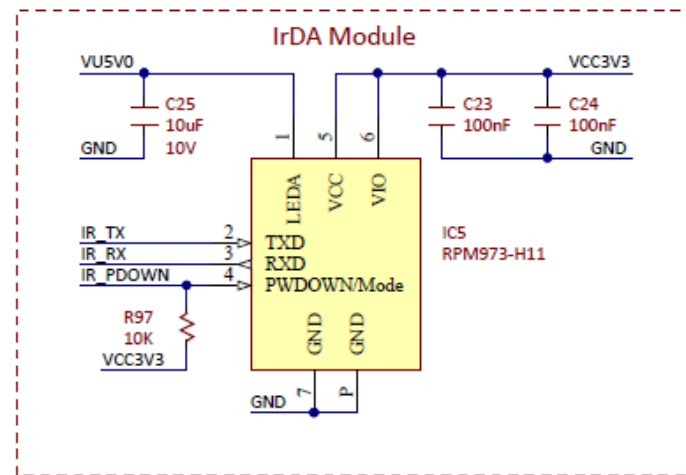 IrDA Module
VU5V0
VCC3V3
C25
10uF
10V
C23
100nF
C24
100nF
GND
GND
1
5
6
LEDA
VCC
VIO
IR_TX
2
TXD
IR_RX
3
RXD
IR_PDOWN
4
PWDOWN/Mode
IC5
RPM973-H11
R97
10K
VCC3V3
GND
GND
GND
7
P